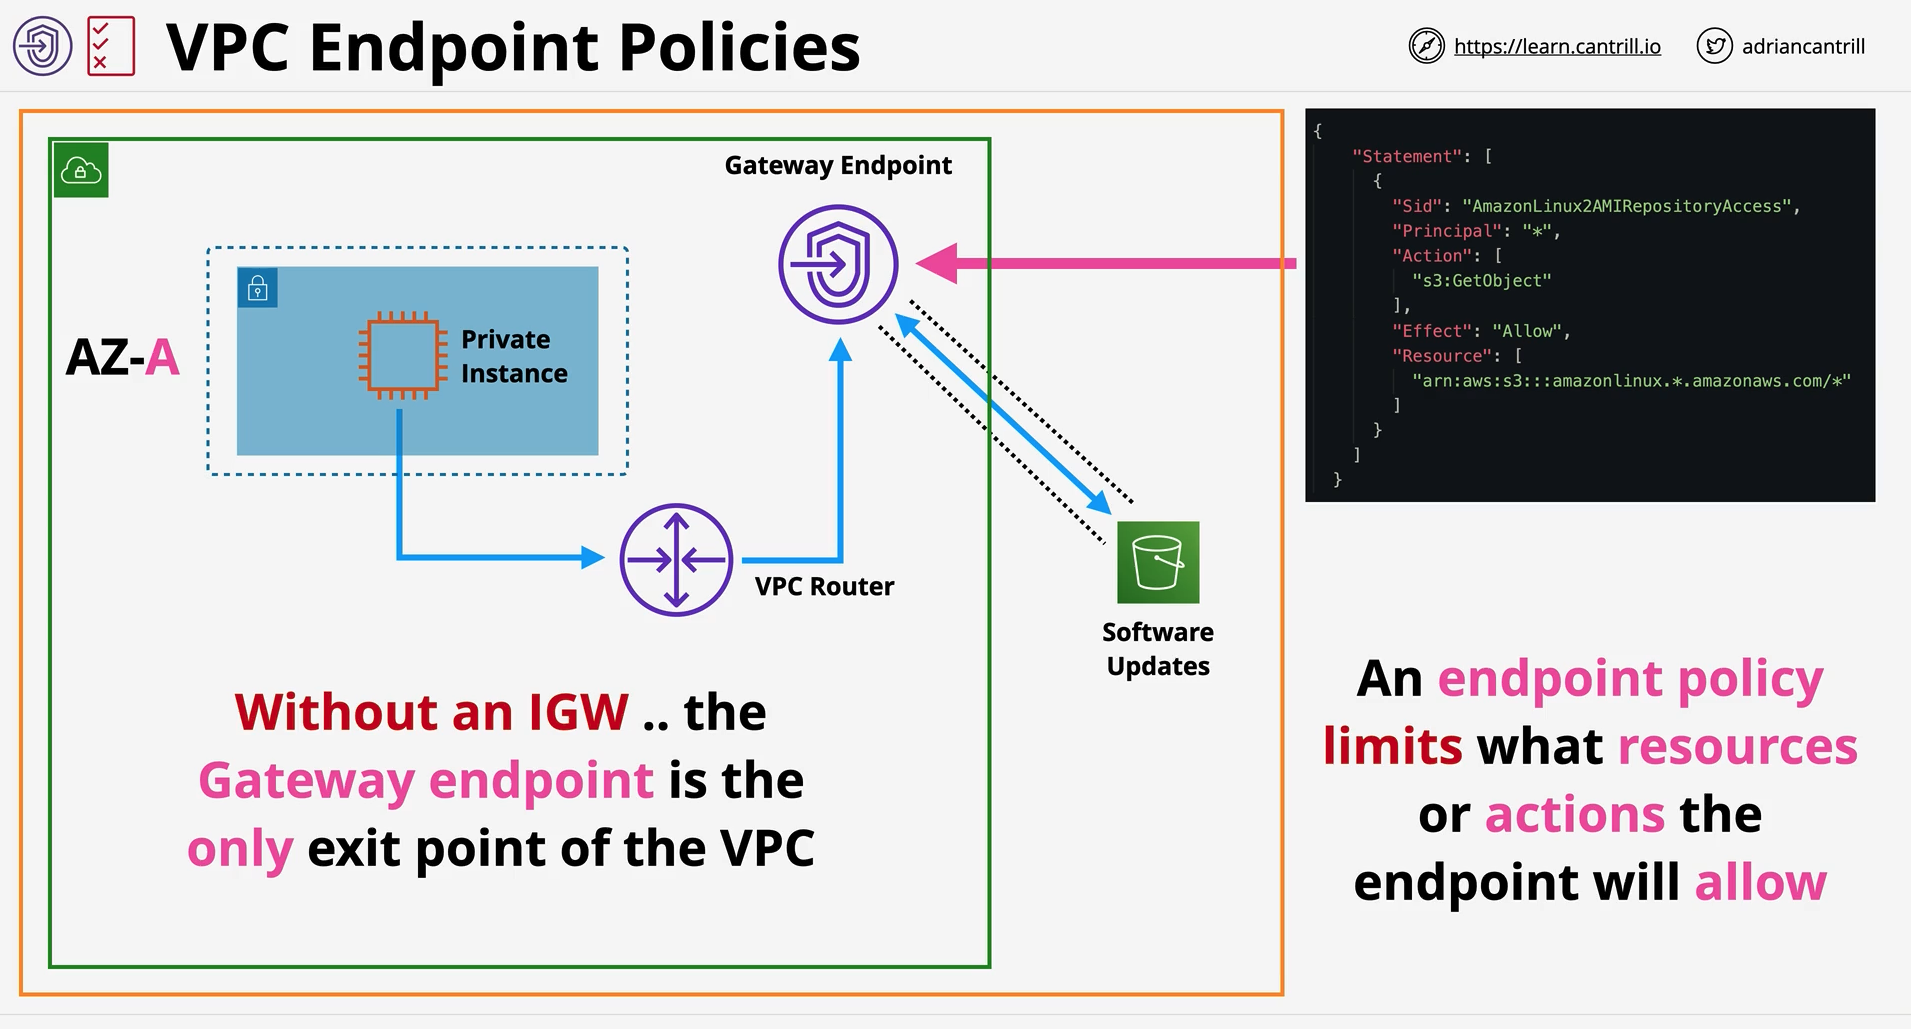 VPC Endpoint Policies
https://learn.cantrill.io
adriancantrill
Gateway Endpoint
AZ-A
Private
Instance
VPC Router
Software
Updates
Without an IGW .. the
Gateway endpoint is the
only exit point of the VPC
{
"Statement": [
{
"Sid": "AmazonLinux2AMIRepositoryAccess",
"Principal": "*",
"Action": [
"s3:GetObject"
],
"Effect": "Allow",
"Resource": [
"arn:aws:s3:::amazonlinux.*.amazonaws.com/*"
]
}
]
}
An endpoint policy
limits what resources
or actions the
endpoint will allow